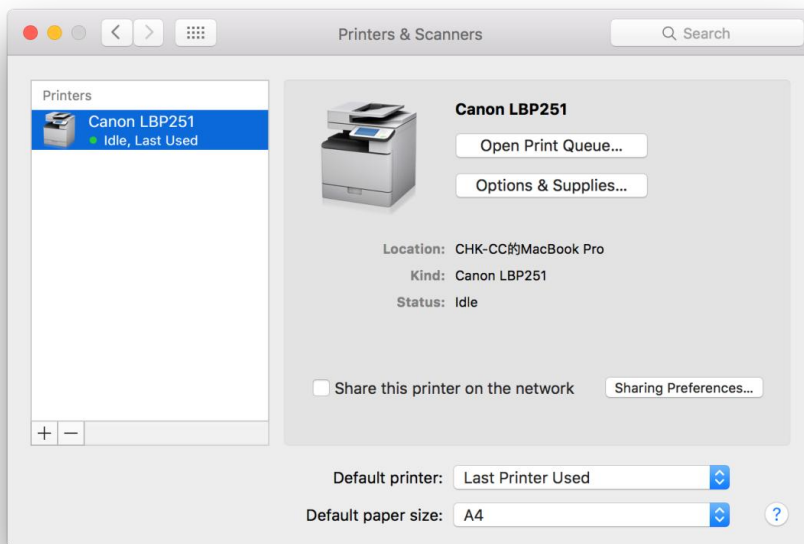 Printers & Scanners
Search
Printers
Canon LBP251
Idle, Last Used
Canon LBP251
Open Print Queue...
Options & Supplies...
Location: CHK-CC的MacBook Pro
Kind: Canon LBP251
Status: Idle
Share this printer on the network
Sharing Preferences...
+ −
Default printer: Last Printer Used
Default paper size: A4
?